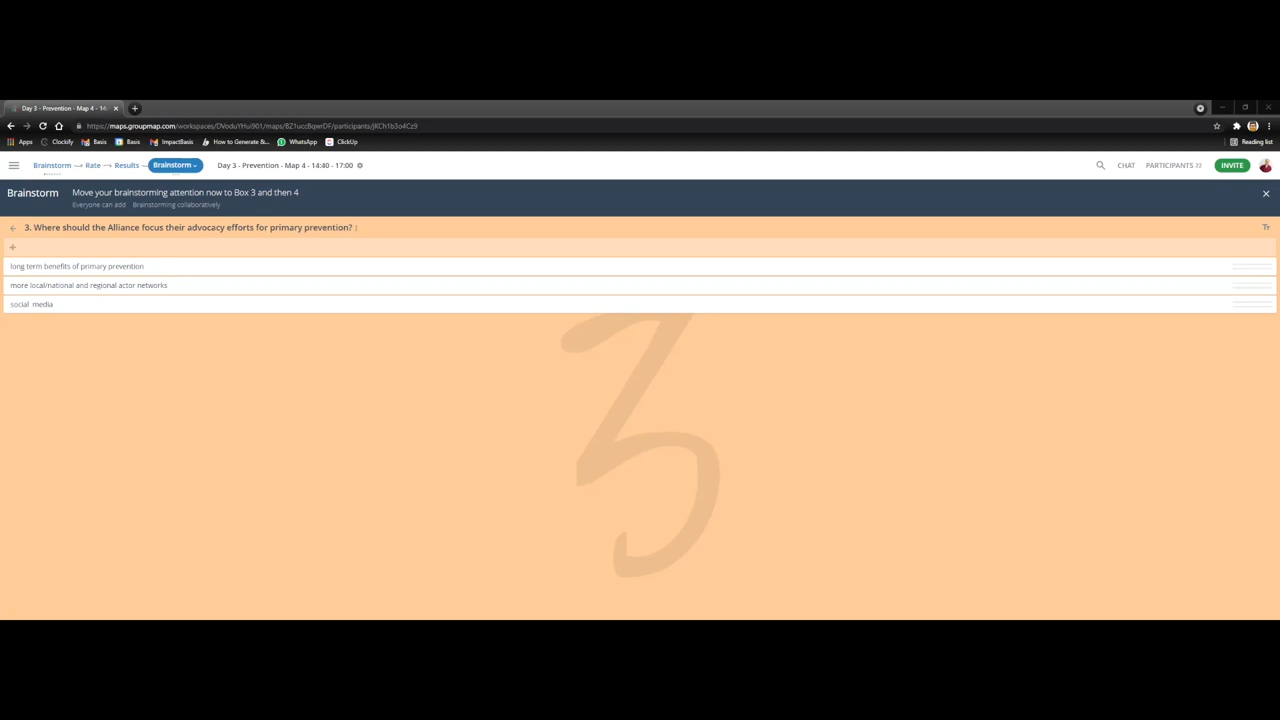 Day 3 - Prevention - Map 4 - 14:
https://maps.groupmap.com/workspaces/DVoduYHui901/maps/BZ1uccBqwrDF/participants/jKCh1b3o4Cz9
Apps Clockify Basis Basis ImpactBasis How to Generate &... WhatsApp ClickUp Reading list
Brainstorm Rate Results Brainstorm Day 3 - Prevention - Map 4 - 14:40 - 17:00 CHAT PARTICIPANTS 22 INVITE
Brainstorm Move your brainstorming attention now to Box 3 and then 4
Everyone can add Brainstorming collaboratively
3. Where should the Alliance focus their advocacy efforts for primary prevention? Tr
+
long term benefits of primary prevention
more local/national and regional actor networks
social media
3